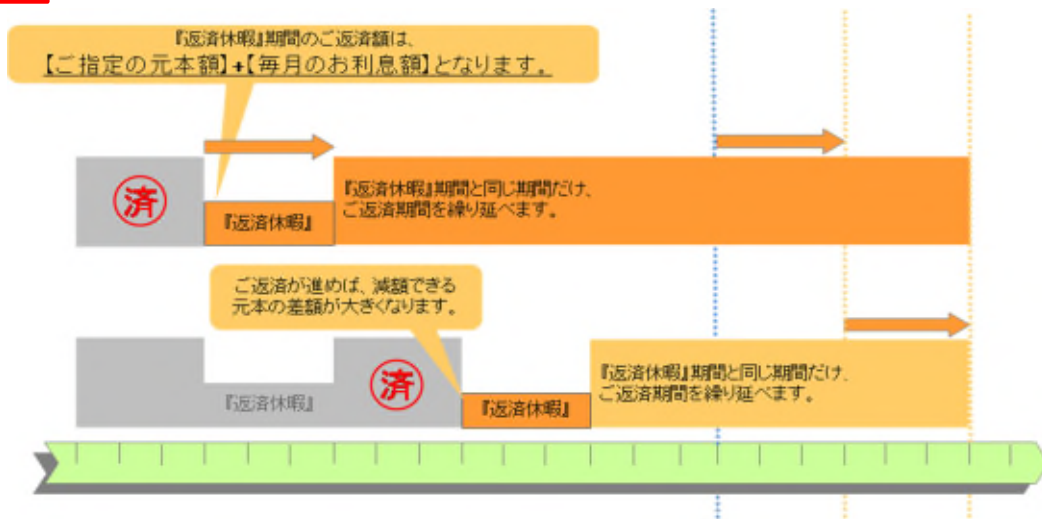 『返済休暇』期間のご返済額は、
【ご指定の元本額】+【毎月のお利息額】となります。
済
『返済休暇』
『返済休暇』期間と同じ期間だけ、
ご返済期間を繰り延べます。
ご返済が進めば、減額できる
元本の差額が大きくなります。
『返済休暇』
済
『返済休暇』
『返済休暇』期間と同じ期間だけ、
ご返済期間を繰り延べます。